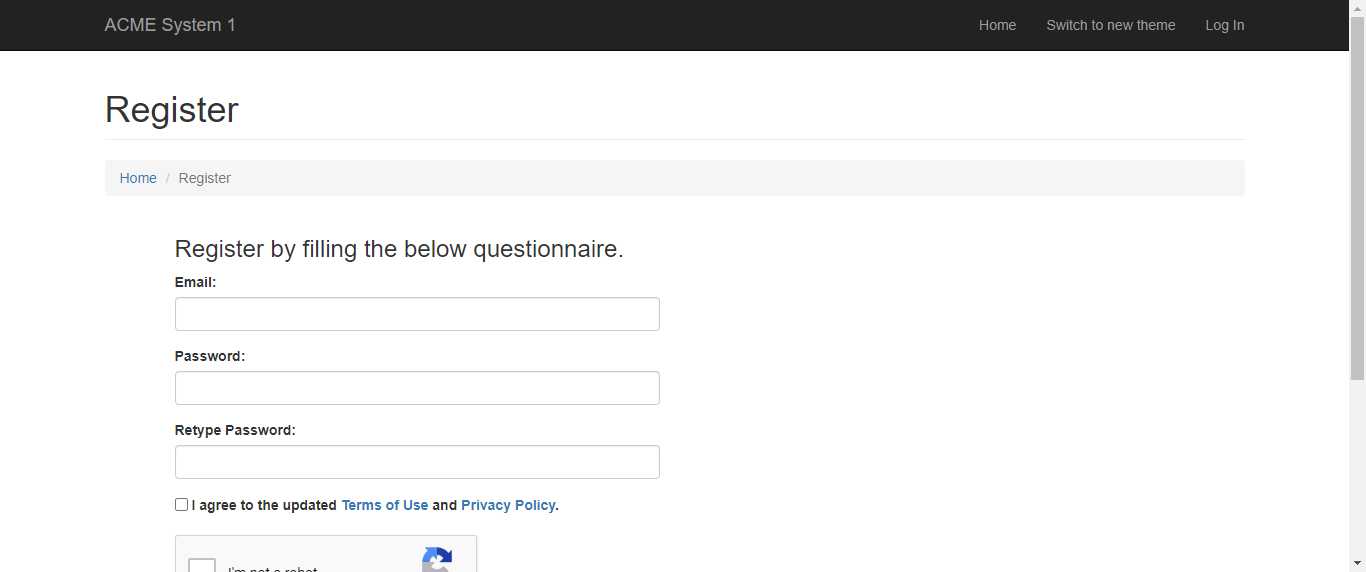 ACME System 1
Home Switch to new theme Log In
Register
Home / Register
Register by filling the below questionnaire.
Email:
Password:
Retype Password:
I agree to the updated Terms of Use and Privacy Policy.
I'm not a robot